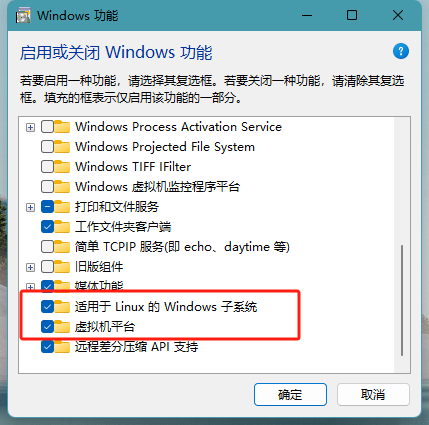 Windows 功能
启用或关闭 Windows 功能
若要启用一种功能，请选择其复选框。若要关闭一种功能，请清除其复选
框。填充的框表示仅启用该功能的一部分。
Windows Process Activation Service
Windows Projected File System
Windows TIFF IFilter
Windows 虚拟机监控程序平台
打印和文件服务
工作文件夹客户端
简单 TCPIP 服务(即 echo、daytime 等)
旧版组件
媒体功能
适用于 Linux 的 Windows 子系统
虚拟机平台
远程差分压缩 API 支持
确定
取消